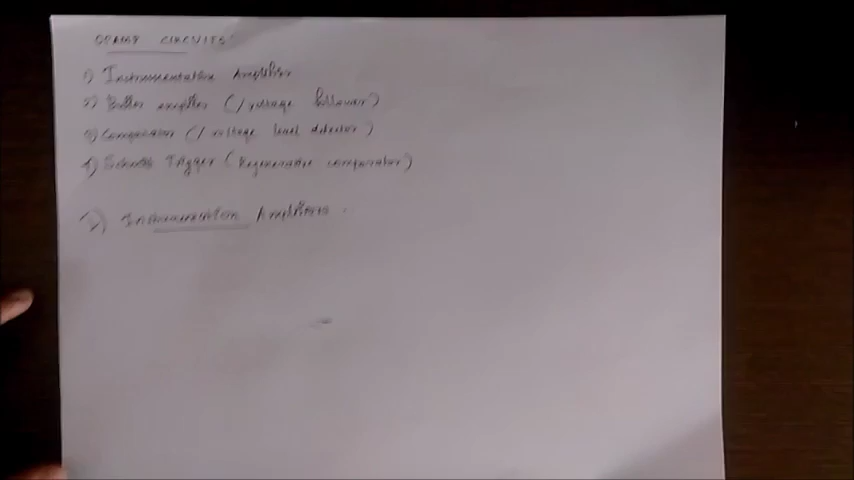 OPAMP CIRCUITS:
1) Instrumentation Amplifier
2) Buffer amplifier (/ voltage follower)
3) Comparator (/ voltage level detector)
4) Schmitt Trigger (Regenerative comparator)
1) Instrumentation Amplifiers